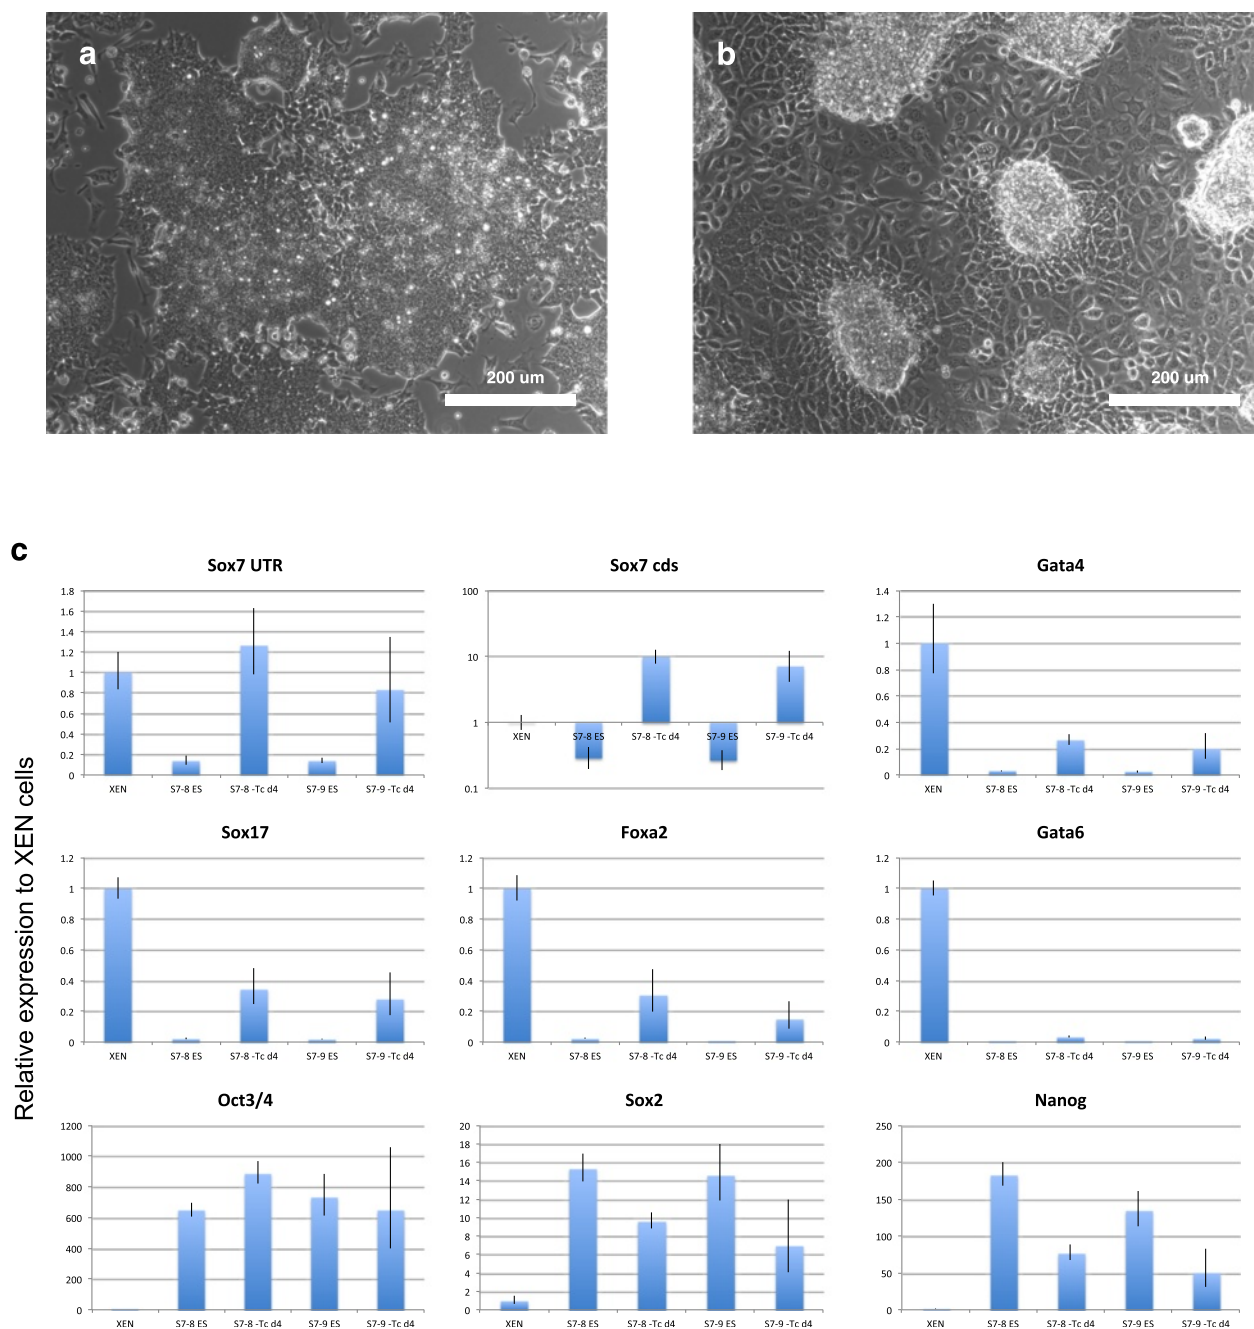 a
b
200 um
200 um
c
Relative expression to XEN cells
Sox7 UTR
1.8
1.6
1.4
1.2
1
0.8
0.6
0.4
0.2
0
XEN S7-8 ES S7-8 -Tc d4 S7-9 ES S7-9 -Tc d4
Sox7 cds
100
10
1
0.1
XEN S7-8 ES S7-8 -Tc d4 S7-9 ES S7-9 -Tc d4
Gata4
1.4
1.2
1
0.8
0.6
0.4
0.2
0
XEN S7-8 ES S7-8 -Tc d4 S7-9 ES S7-9 -Tc d4
Sox17
1.2
1
0.8
0.6
0.4
0.2
0
XEN S7-8 ES S7-8 -Tc d4 S7-9 ES S7-9 -Tc d4
Foxa2
1.2
1
0.8
0.6
0.4
0.2
0
XEN S7-8 ES S7-8 -Tc d4 S7-9 ES S7-9 -Tc d4
Gata6
1.2
1
0.8
0.6
0.4
0.2
0
XEN S7-8 ES S7-8 -Tc d4 S7-9 ES S7-9 -Tc d4
Oct3/4
1200
1000
800
600
400
200
0
XEN S7-8 ES S7-8 -Tc d4 S7-9 ES S7-9 -Tc d4
Sox2
20
18
16
14
12
10
8
6
4
2
0
XEN S7-8 ES S7-8 -Tc d4 S7-9 ES S7-9 -Tc d4
Nanog
250
200
150
100
50
0
XEN S7-8 ES S7-8 -Tc d4 S7-9 ES S7-9 -Tc d4